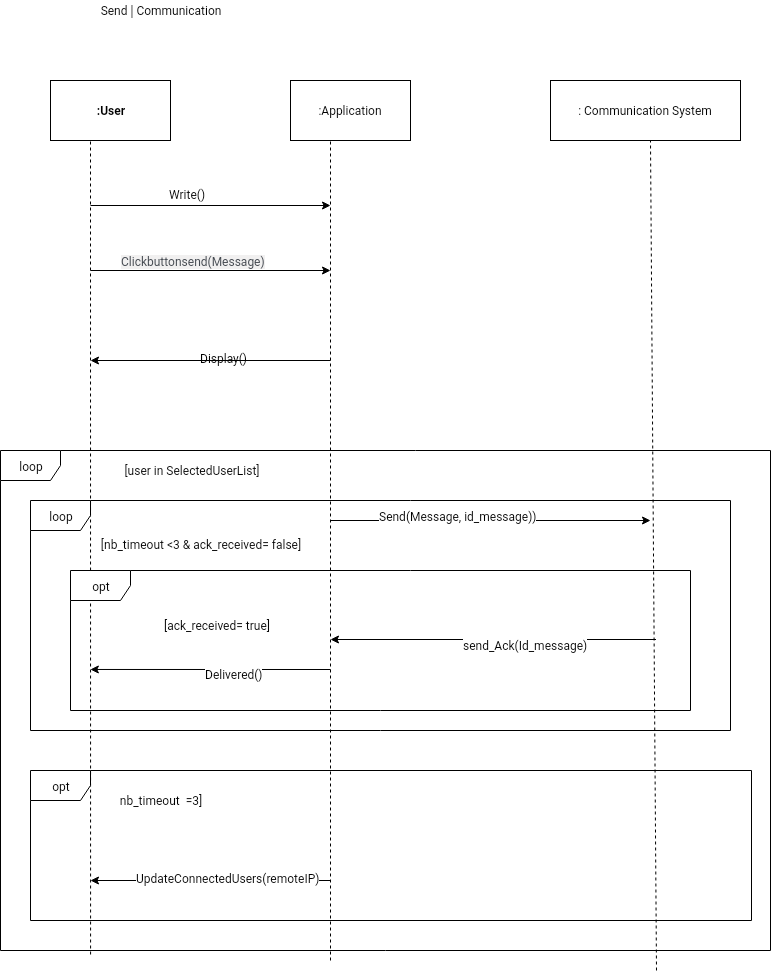 Send | Communication
:User
:Application
: Communication System
Write()
Clickbuttonsend(Message)
Display()
loop
[user in SelectedUserList]
loop
Send(Message, id_message))
[nb_timeout <3 & ack_received= false]
opt
[ack_received= true]
send_Ack(Id_message)
Delivered()
opt
nb_timeout  =3]
UpdateConnectedUsers(remoteIP)